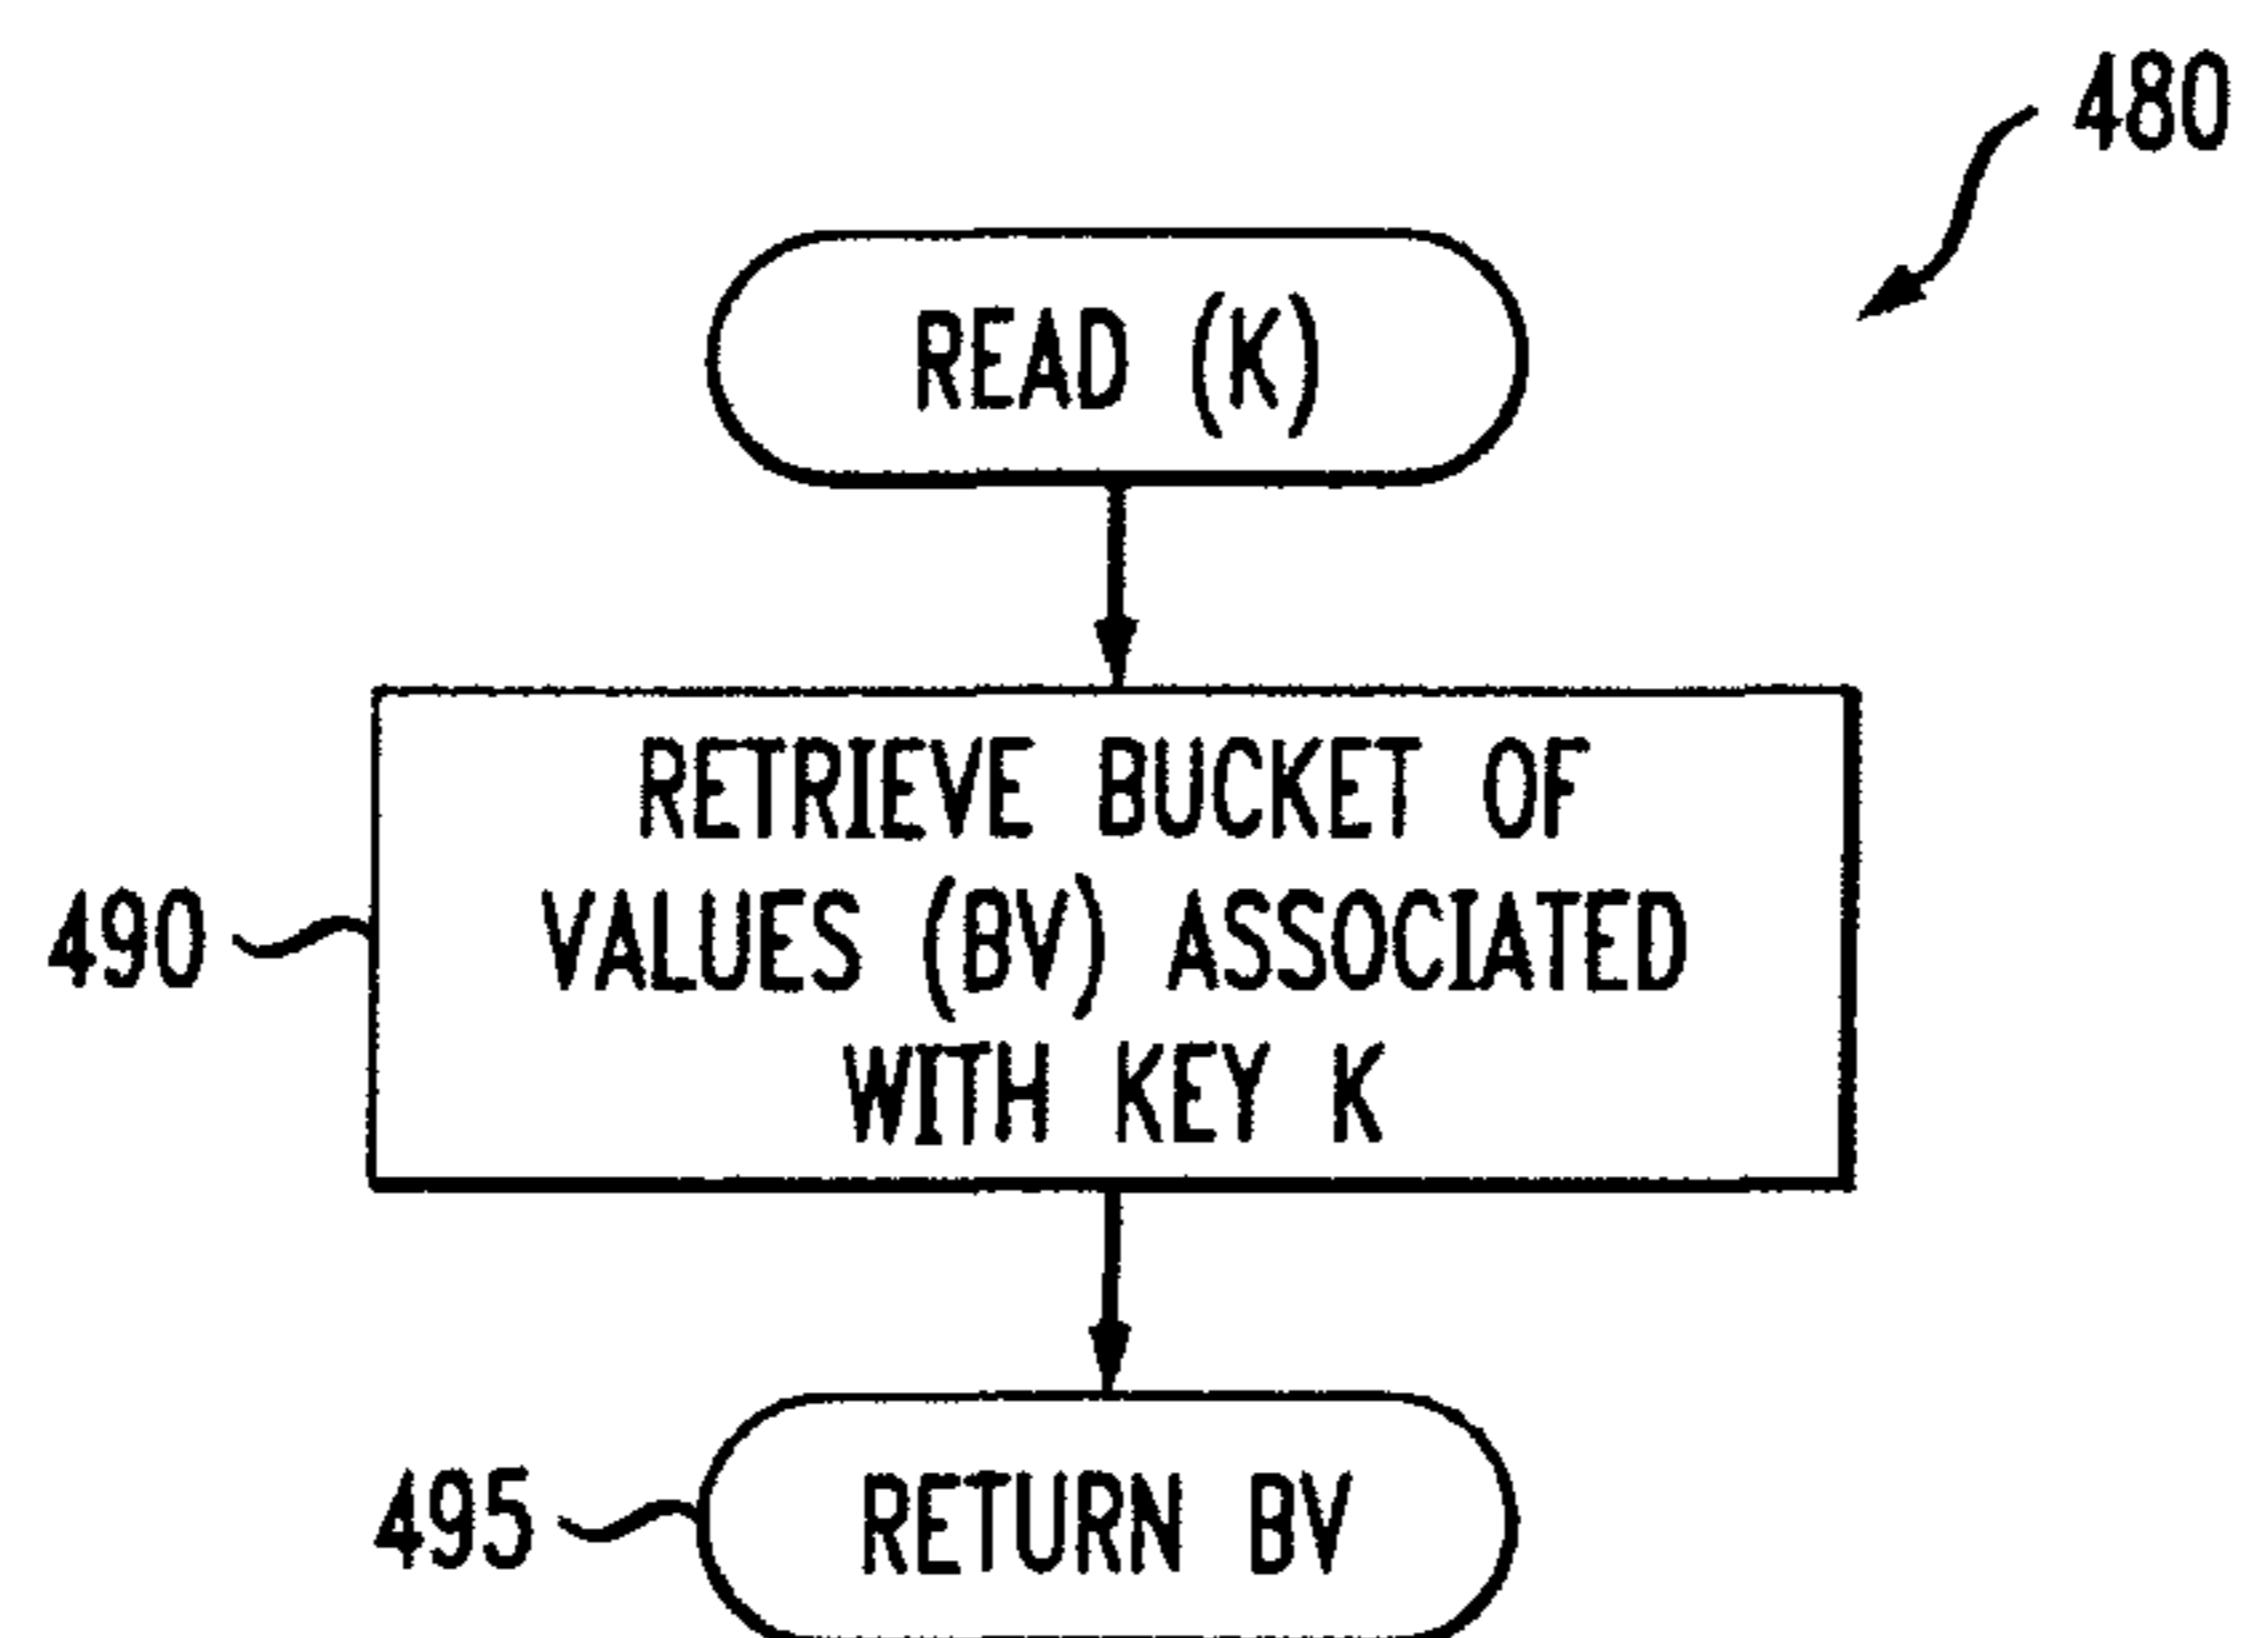 480
READ (K)
RETRIEVE BUCKET OF
VALUES (BV) ASSOCIATED
WITH KEY K
490
RETURN BV
495